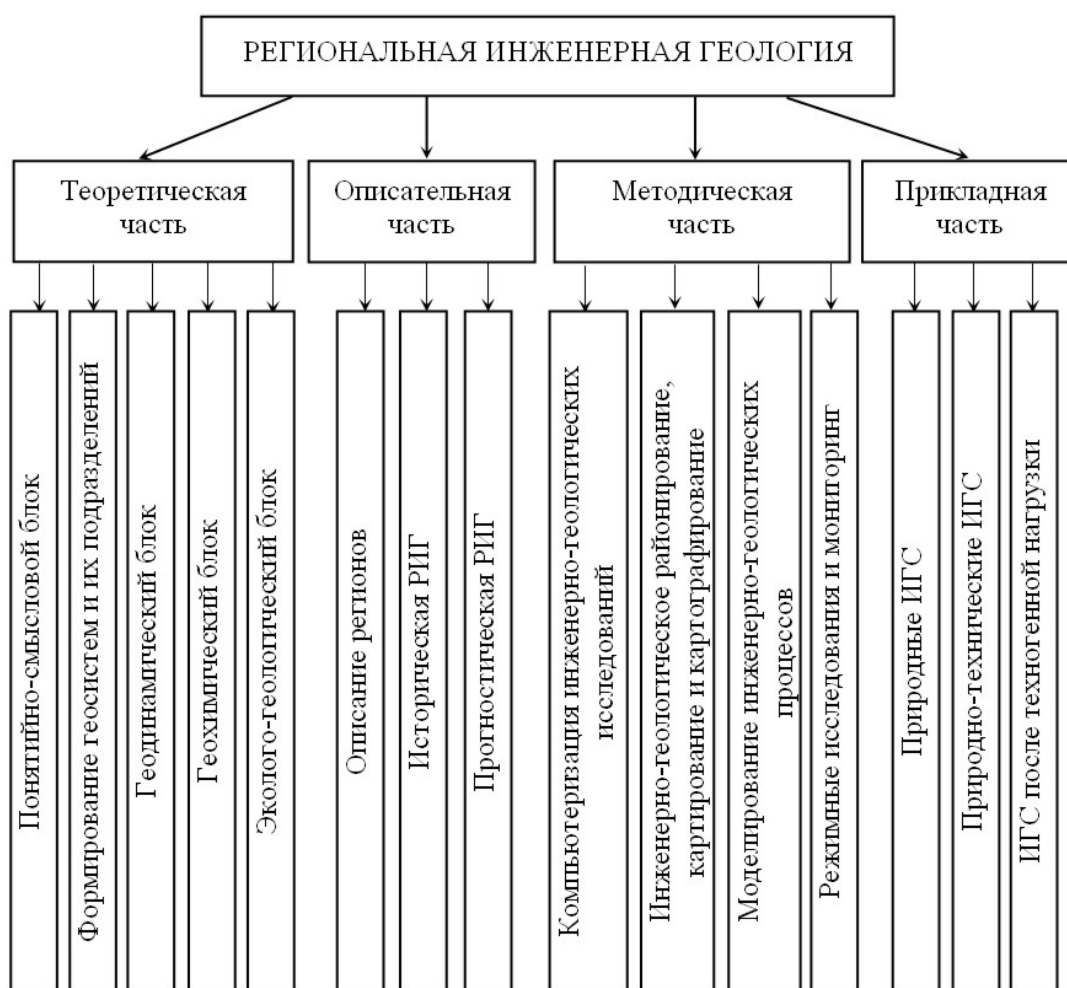 РЕГИОНАЛЬНАЯ ИНЖЕНЕРНАЯ ГЕОЛОГИЯ
Теоретическая
часть
Описательная
часть
Методическая
часть
Прикладная
часть
Понятийно-смысловой блок
Формирование геосистем и их подразделений
Геодинамический блок
Геохимический блок
Эколого-геологический блок
Описание регионов
Историческая РИГ
Прогностическая РИГ
Компьютеризация инженерно-геологических
исследований
Инженерно-геологическое районирование,
картирование и картографирование
Моделирование инженерно-геологических
процессов
Режимные исследования и мониторинг
Природные ИГС
Природно-технические ИГС
ИГС после техногенной нагрузки